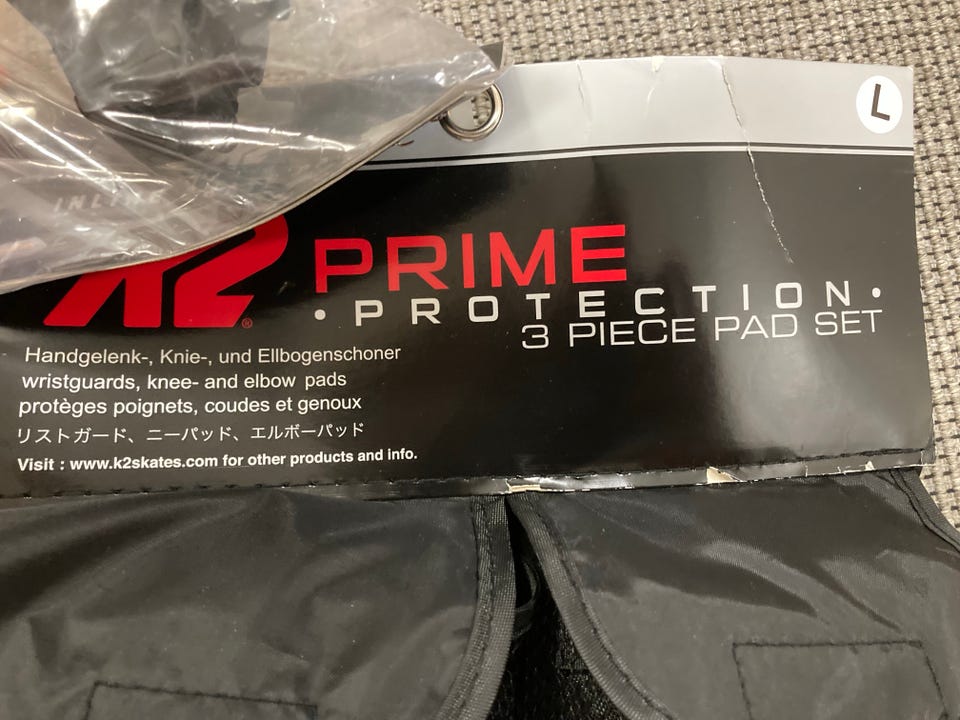 L
INLINE
K2®
PRIME
• PROTECTION •
3 PIECE PAD SET
Handgelenk-, Knie-, und Ellbogenschoner
wristguards, knee- and elbow pads
protèges poignets, coudes et genoux
リストガード、ニーパッド、エルボーパッド
Visit : www.k2skates.com for other products and info.